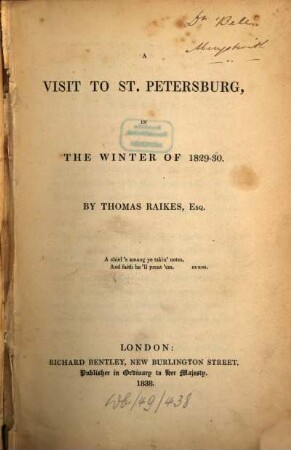 A
VISIT TO ST. PETERSBURG,
IN
THE WINTER OF 1829-30.
BY THOMAS RAIKES, Esq.
A chiel 's amang ye takin' notes,
And faith he 'll prent 'em. BURNS.
LONDON:
RICHARD BENTLEY, NEW BURLINGTON STREET,
Publisher in Ordinary to Her Majesty.
1838.